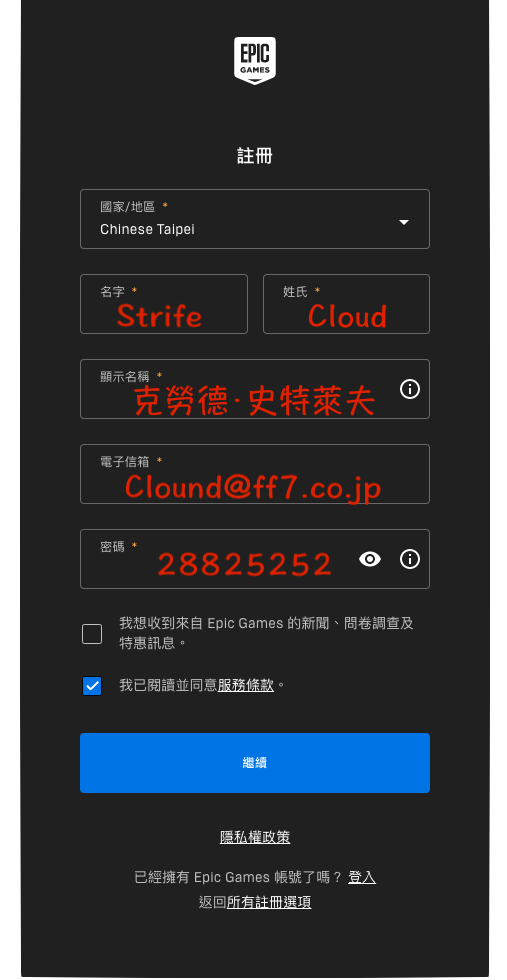 EPIC
GAMES
註冊
國家/地區 *
Chinese Taipei
名字 * 姓氏 *
Strife Cloud
顯示名稱 *
克勞德·史特萊夫
電子信箱 *
Clound@ff7.co.jp
密碼 *
28825252
我想收到來自 Epic Games 的新聞、問卷調查及
特惠訊息。
我已閱讀並同意服務條款。
繼續
隱私權政策
已經擁有 Epic Games 帳號了嗎？ 登入
返回所有註冊選項